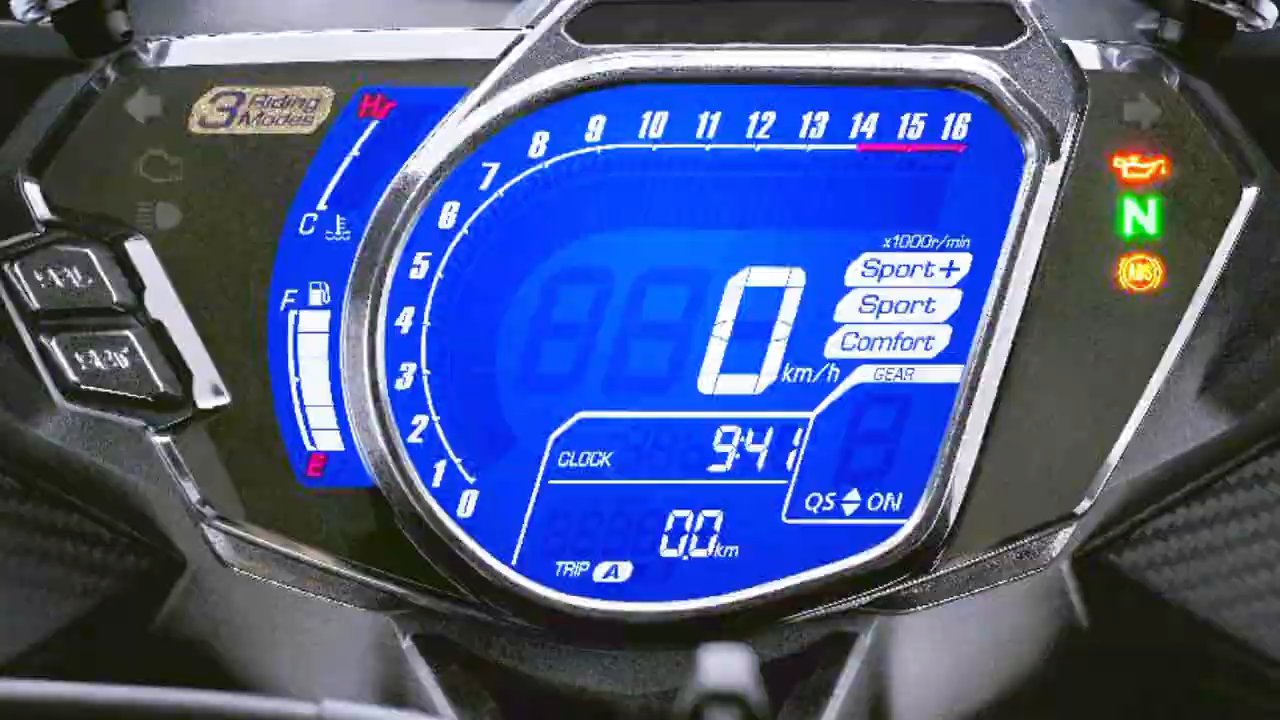 3 Riding
Modes
Hr
C
F
E
0
1
2
3
4
5
6
7
8
9
10
11
12
13
14
15
16
x1000r/min
Sport+
Sport
Comfort
0 km/h
GEAR
CLOCK 9:41
QS ON
0.0 km
TRIP A
N
ABS